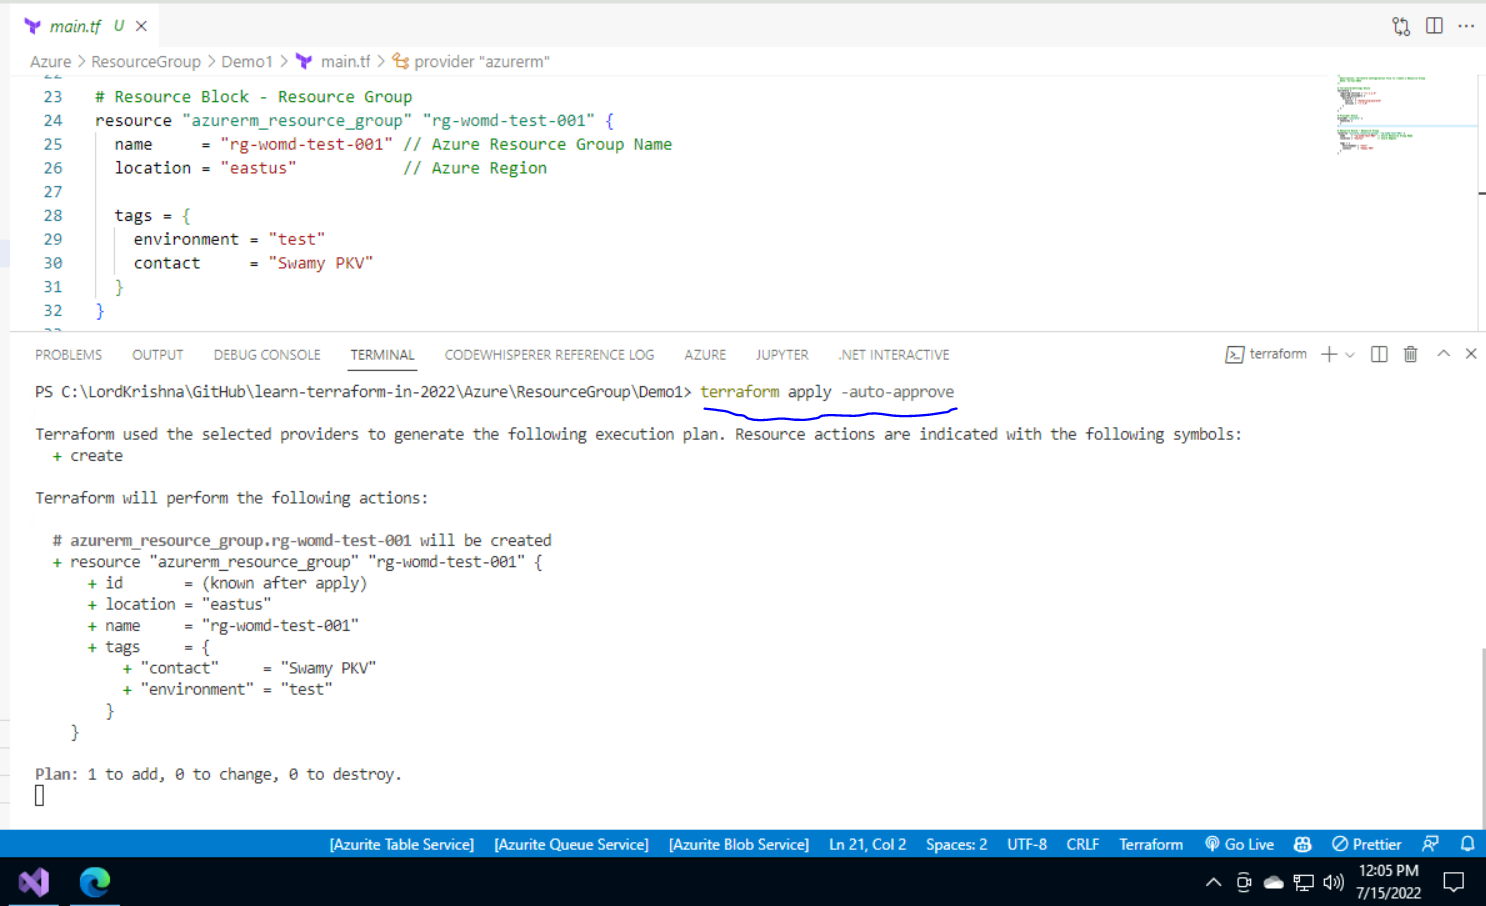 main.tf U
Azure > ResourceGroup > Demo1 > main.tf > provider "azurerm"
22
23 # Resource Block - Resource Group
24 resource "azurerm_resource_group" "rg-womd-test-001" {
25 name = "rg-womd-test-001" // Azure Resource Group Name
26 location = "eastus" // Azure Region
27
28 tags = {
29 environment = "test"
30 contact = "Swamy PKV"
31 }
32 }
PROBLEMS OUTPUT DEBUG CONSOLE TERMINAL CODEWHISPERER REFERENCE LOG AZURE JUPYTER .NET INTERACTIVE terraform
PS C:\LordKrishna\GitHub\learn-terraform-in-2022\Azure\ResourceGroup\Demo1> terraform apply -auto-approve
Terraform used the selected providers to generate the following execution plan. Resource actions are indicated with the following symbols:
+ create
Terraform will perform the following actions:
# azurerm_resource_group.rg-womd-test-001 will be created
+ resource "azurerm_resource_group" "rg-womd-test-001" {
+ id = (known after apply)
+ location = "eastus"
+ name = "rg-womd-test-001"
+ tags = {
+ "contact" = "Swamy PKV"
+ "environment" = "test"
}
}
Plan: 1 to add, 0 to change, 0 to destroy.
[Azurite Table Service] [Azurite Queue Service] [Azurite Blob Service] Ln 21, Col 2 Spaces: 2 UTF-8 CRLF Terraform Go Live Prettier
12:05 PM
7/15/2022